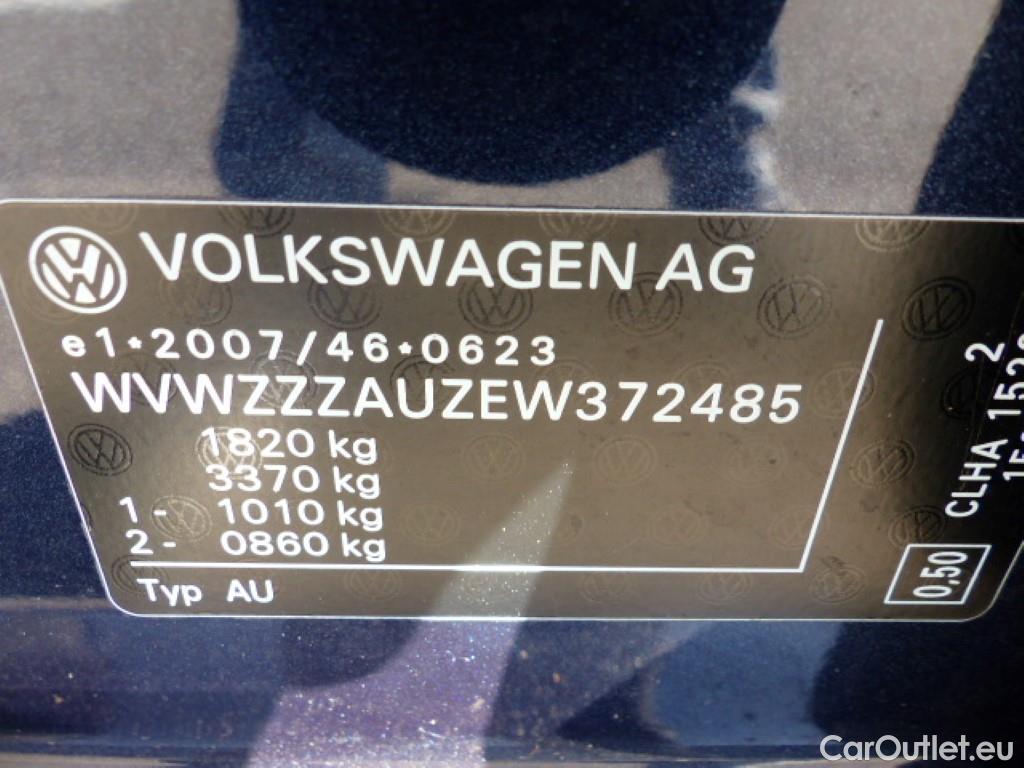 VOLKSWAGEN AG
e1*2007/46*0623
WVWZZZAUZEW372485
1820 kg
3370 kg
1- 1010 kg
2- 0860 kg
Typ AU
2
CLHA
0,50
CarOutlet.eu